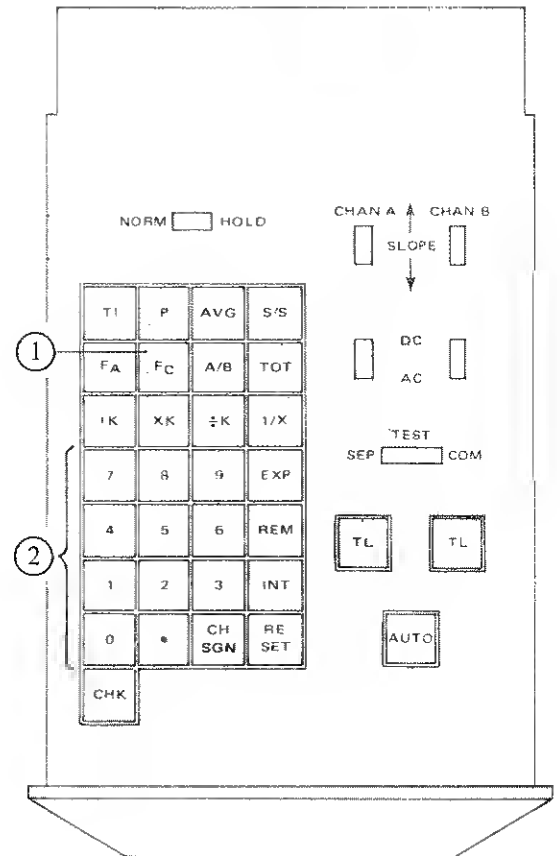 CHAN A CHAN B
NORM HOLD
SLOPE
TI P AVG S/S
DC
1
FA FC A/B TOT
AC
+K XK ÷K 1/X
TEST
SEP COM
7 8 9 EXP
4 5 6 REM
TL TL
2
1 2 3 INT
0 • CH SGN RE SET
AUTO
CHK